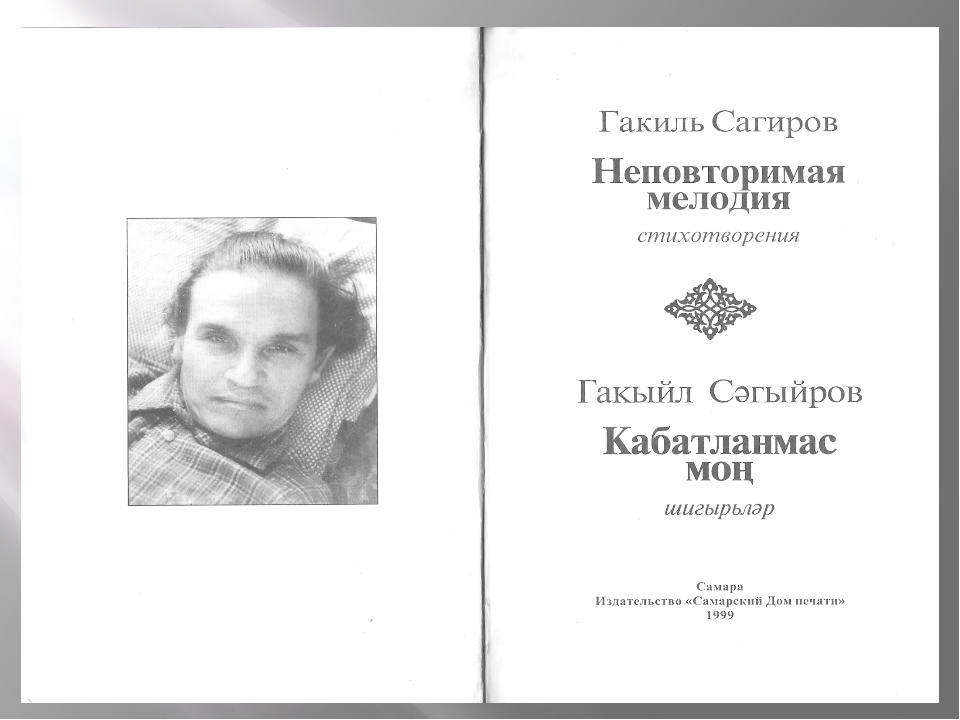 Гакиль Сагиров
Неповторимая
мелодия
стихотворения
Гакыйл Сәгыйров
Кабатланмас
моң
шигырьләр
Самара
Издательство «Самарский Дом печати»
1999